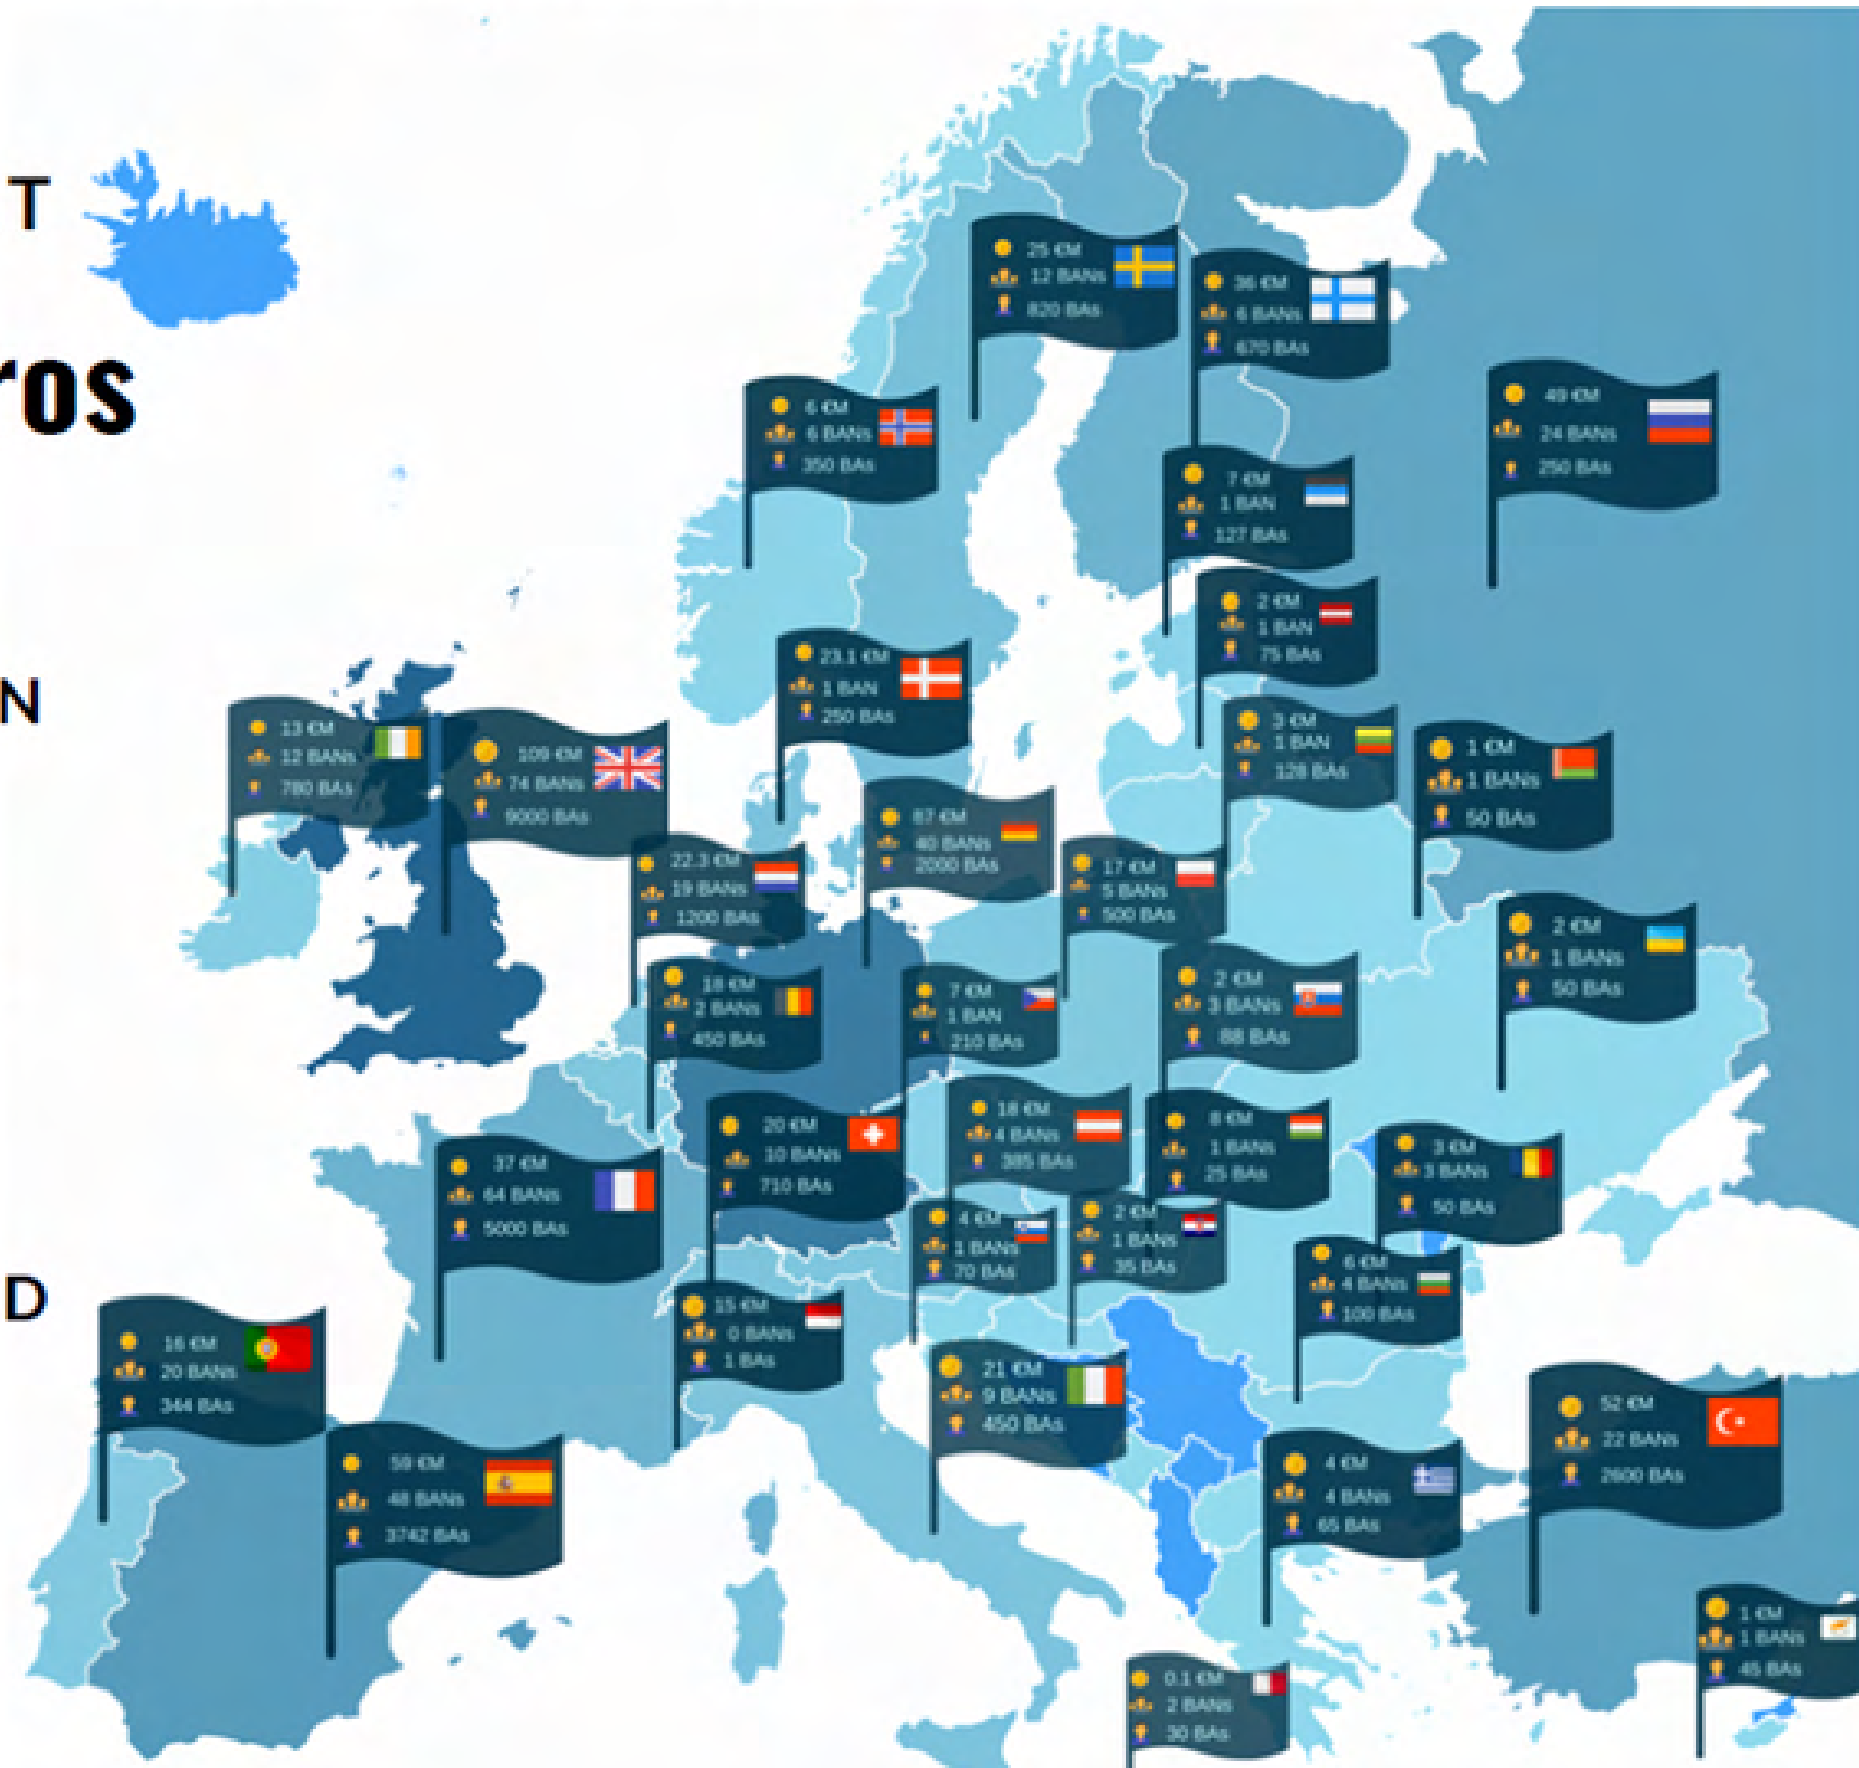 T
ros
N
D
25 €M
12 BANs
820 BAs
36 €M
6 BANs
670 BAs
49 €M
24 BANs
250 BAs
6 €M
6 BANs
350 BAs
7 €M
1 BAN
127 BAs
2 €M
1 BAN
75 BAs
23.1 €M
1 BAN
250 BAs
13 €M
12 BANs
780 BAs
109 €M
74 BANs
9000 BAs
3 €M
1 BAN
128 BAs
1 €M
1 BANs
50 BAs
87 €M
40 BANs
2000 BAs
22.3 €M
19 BANs
1200 BAs
17 €M
5 BANs
500 BAs
2 €M
1 BANs
50 BAs
18 €M
2 BANs
450 BAs
7 €M
1 BAN
210 BAs
2 €M
3 BANs
88 BAs
20 €M
10 BANs
710 BAs
18 €M
4 BANs
385 BAs
8 €M
1 BANs
25 BAs
3 €M
3 BANs
50 BAs
37 €M
64 BANs
5000 BAs
4 €M
1 BANs
70 BAs
2 €M
1 BANs
35 BAs
6 €M
4 BANs
100 BAs
15 €M
0 BANs
1 BAs
16 €M
20 BANs
344 BAs
21 €M
9 BANs
450 BAs
52 €M
22 BANs
2600 BAs
59 €M
48 BANs
3742 BAs
4 €M
4 BANs
65 BAs
1 €M
1 BANs
45 BAs
0.1 €M
2 BANs
30 BAs